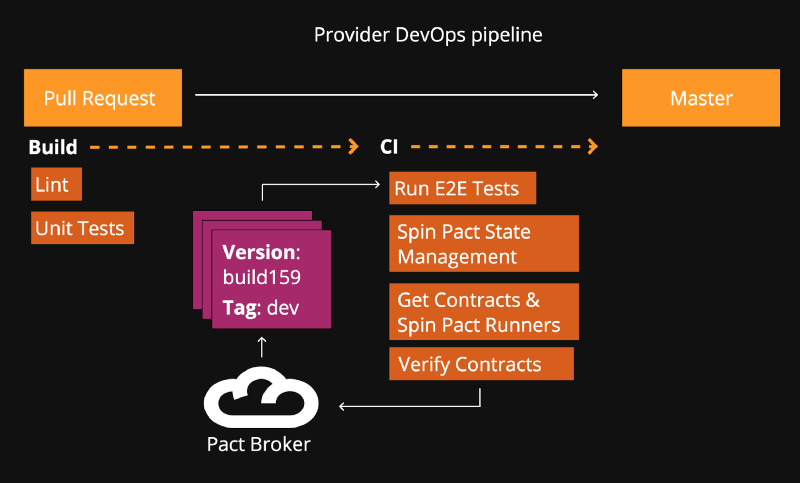 Provider DevOps pipeline
Pull Request
Master
Build
CI
Lint
Unit Tests
Version:
build159
Tag: dev
Run E2E Tests
Spin Pact State
Management
Get Contracts &
Spin Pact Runners
Verify Contracts
Pact Broker